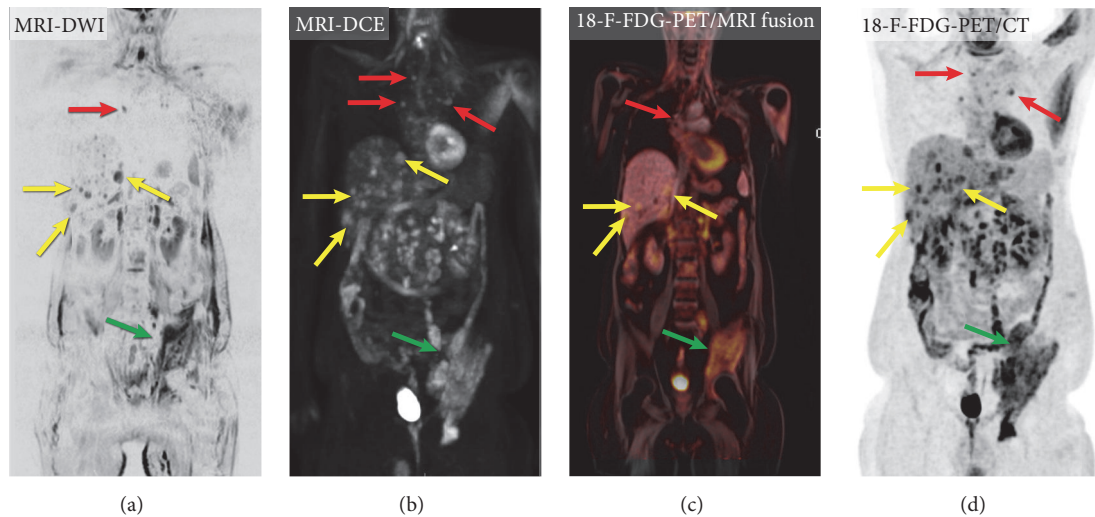 MRI-DWI
MRI-DCE
18-F-FDG-PET/MRI fusion
18-F-FDG-PET/CT
(a)
(b)
(c)
(d)